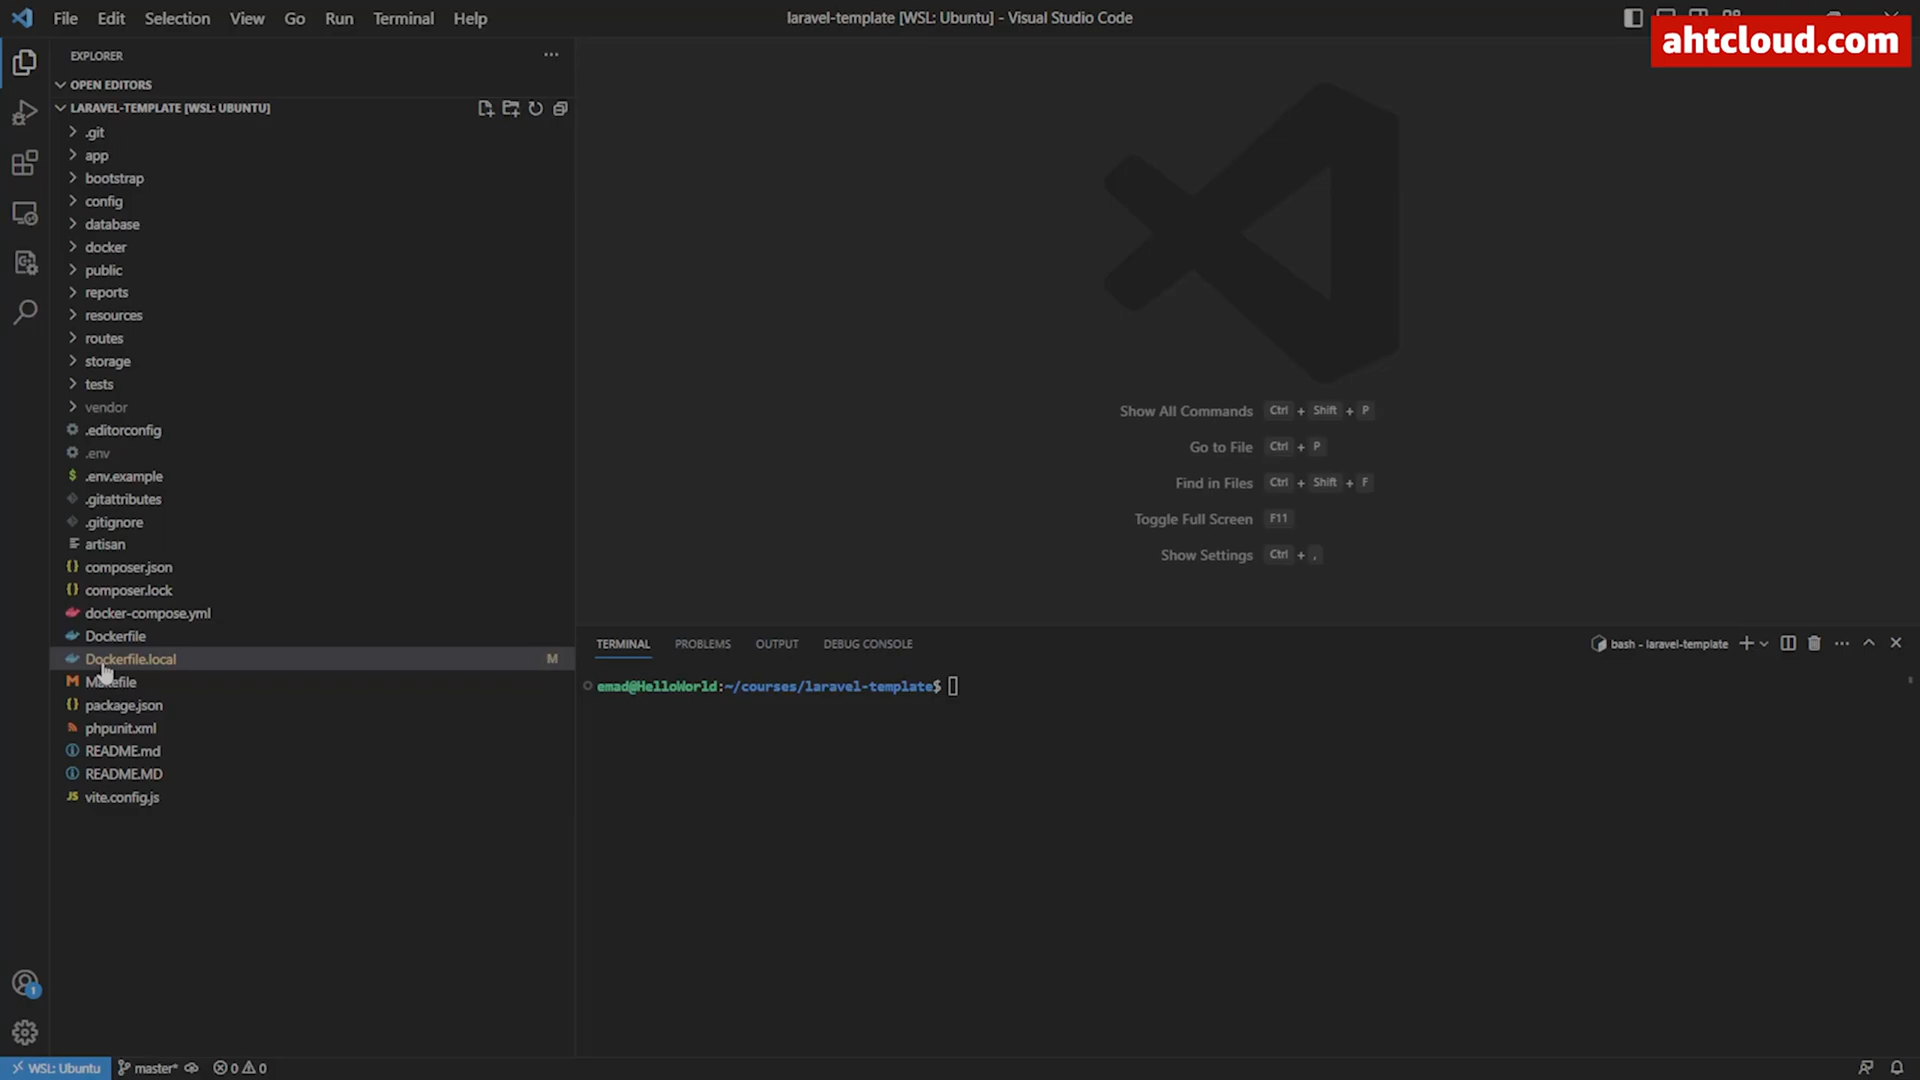 File Edit Selection View Go Run Terminal Help
laravel-template [WSL: Ubuntu] - Visual Studio Code
ahtcloud.com
EXPLORER
OPEN EDITORS
LARAVEL-TEMPLATE [WSL: UBUNTU]
.git
app
bootstrap
config
database
docker
public
reports
resources
routes
storage
tests
vendor
.editorconfig
.env
$ .env.example
.gitattributes
.gitignore
artisan
{} composer.json
{} composer.lock
docker-compose.yml
Dockerfile
Dockerfile.local M
M Makefile
{} package.json
phpunit.xml
README.md
README.MD
JS vite.config.js
Show All Commands Ctrl + Shift + P
Go to File Ctrl + P
Find in Files Ctrl + Shift + F
Toggle Full Screen F11
Show Settings Ctrl + ,
TERMINAL PROBLEMS OUTPUT DEBUG CONSOLE
bash - laravel-template
emad@HelloWorld:~/courses/laravel-template$
1
WSL: Ubuntu master* 0 0